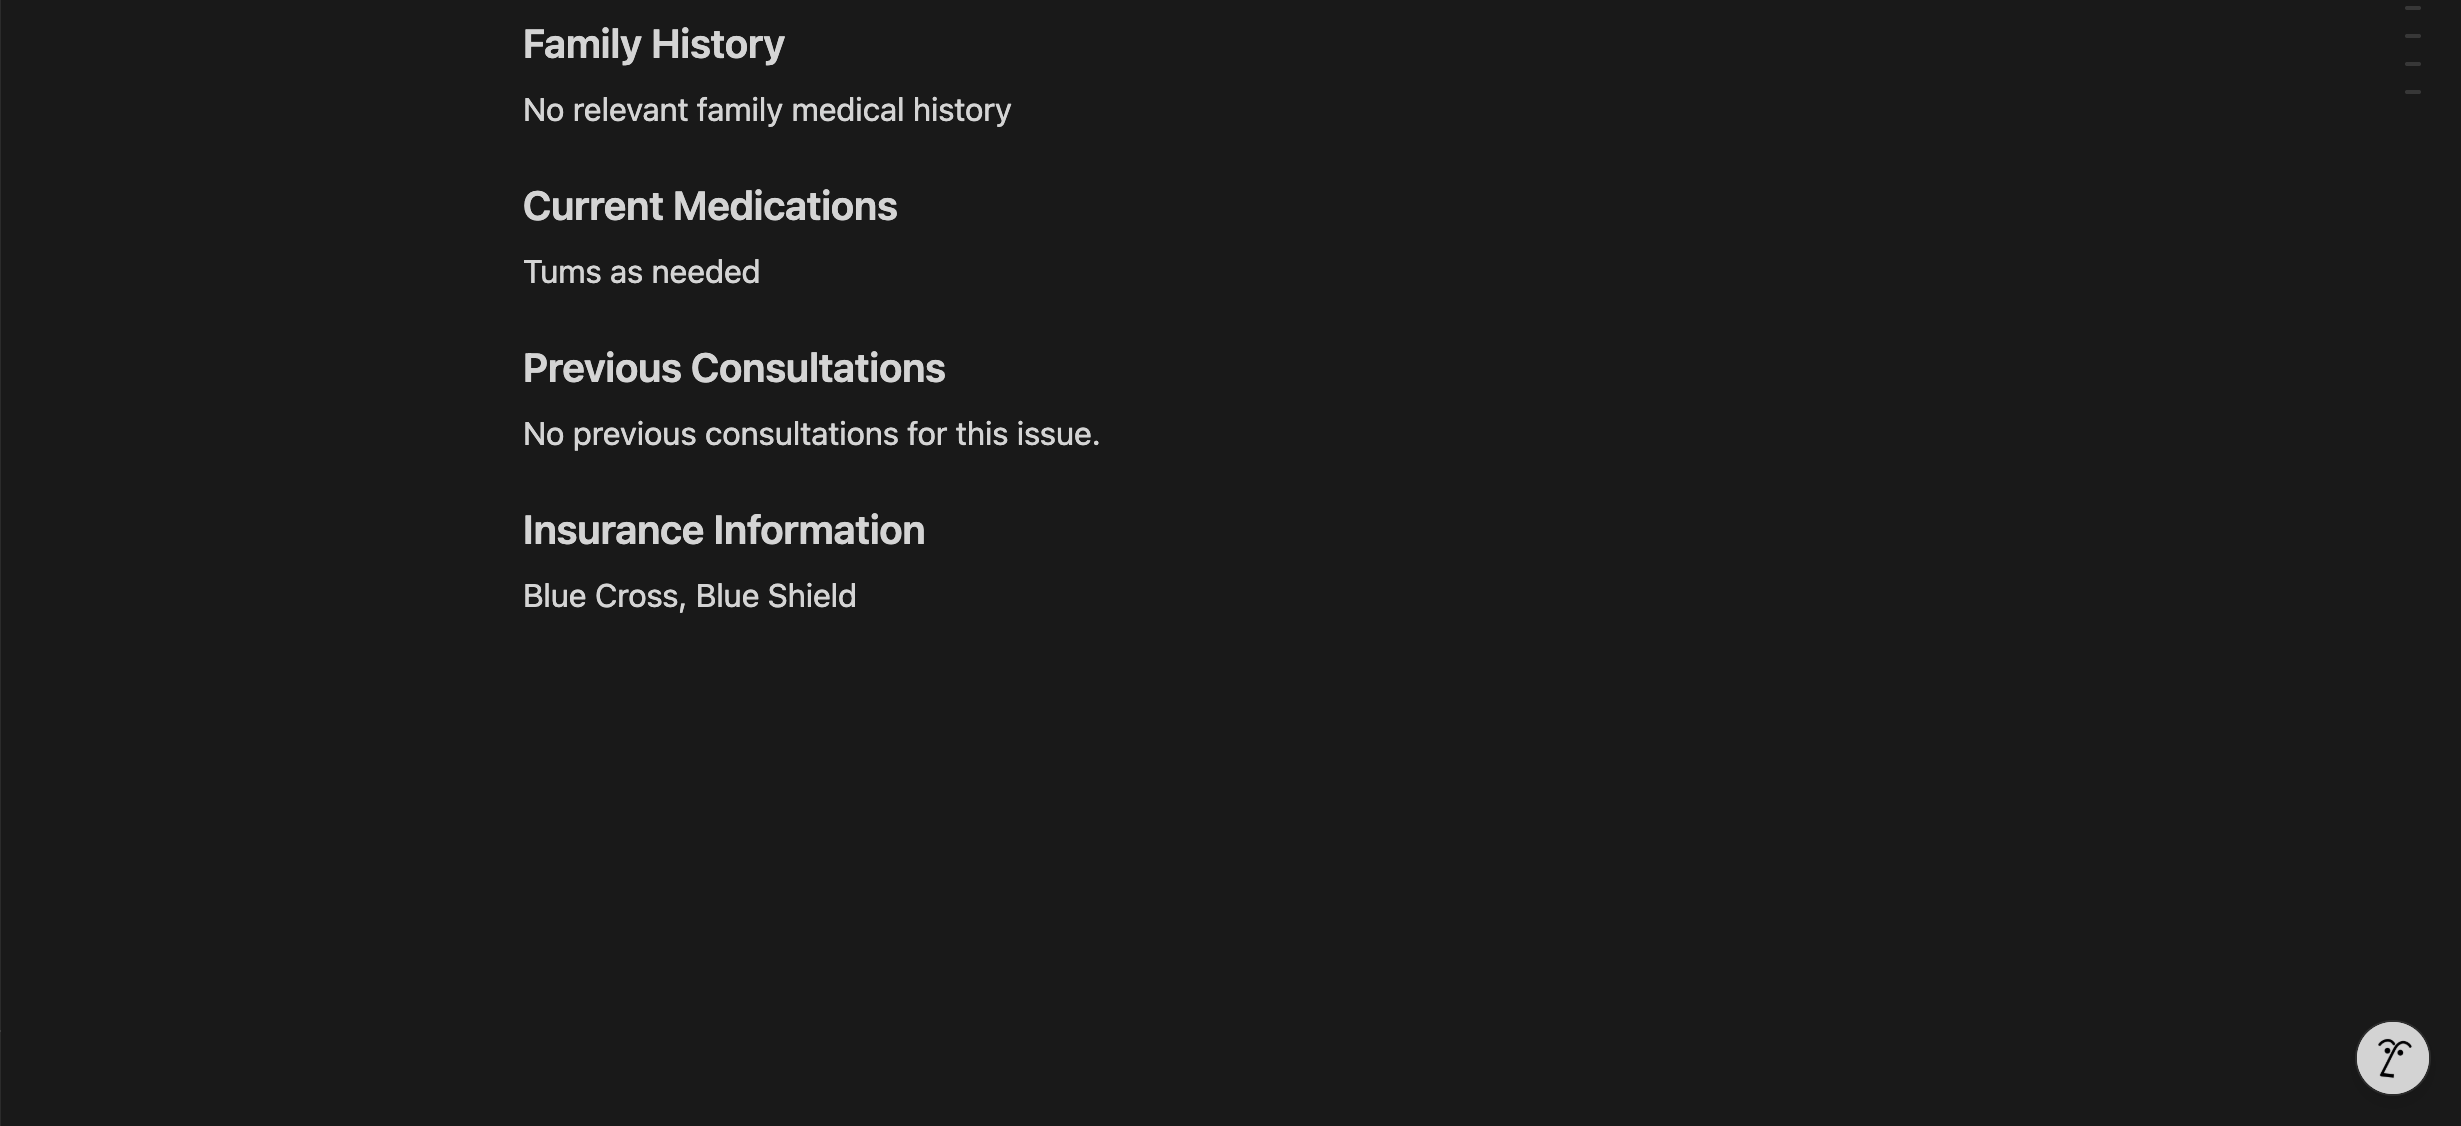 Family History
No relevant family medical history
Current Medications
Tums as needed
Previous Consultations
No previous consultations for this issue.
Insurance Information
Blue Cross, Blue Shield